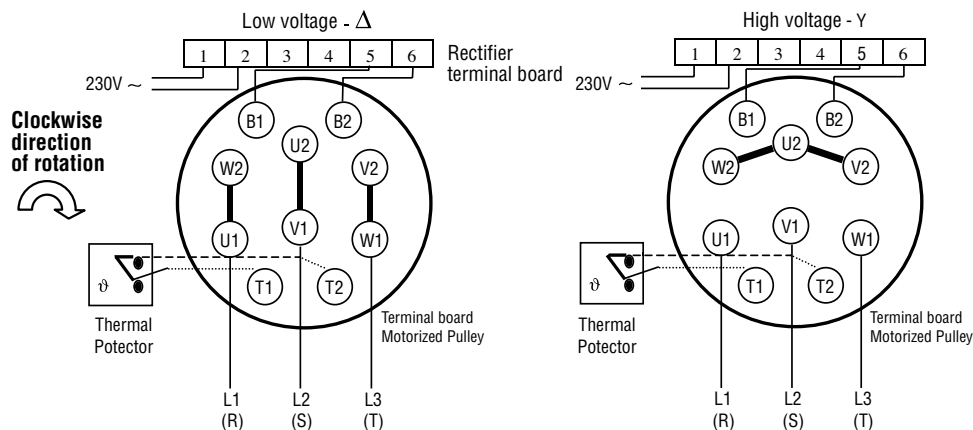 Low voltage - Δ
1 2 3 4 5 6
Rectifier
terminal board
230V ~
Clockwise
direction
of rotation
B1 B2
U2
W2 V2
V1
U1 W1
T1 T2
ϑ
Thermal
Potector
Terminal board
Motorized Pulley
L1 L2 L3
(R) (S) (T)
High voltage - Y
1 2 3 4 5 6
230V ~
B1 B2
U2
W2 V2
V1
U1 W1
T1 T2
ϑ
Thermal
Potector
Terminal board
Motorized Pulley
L1 L2 L3
(R) (S) (T)